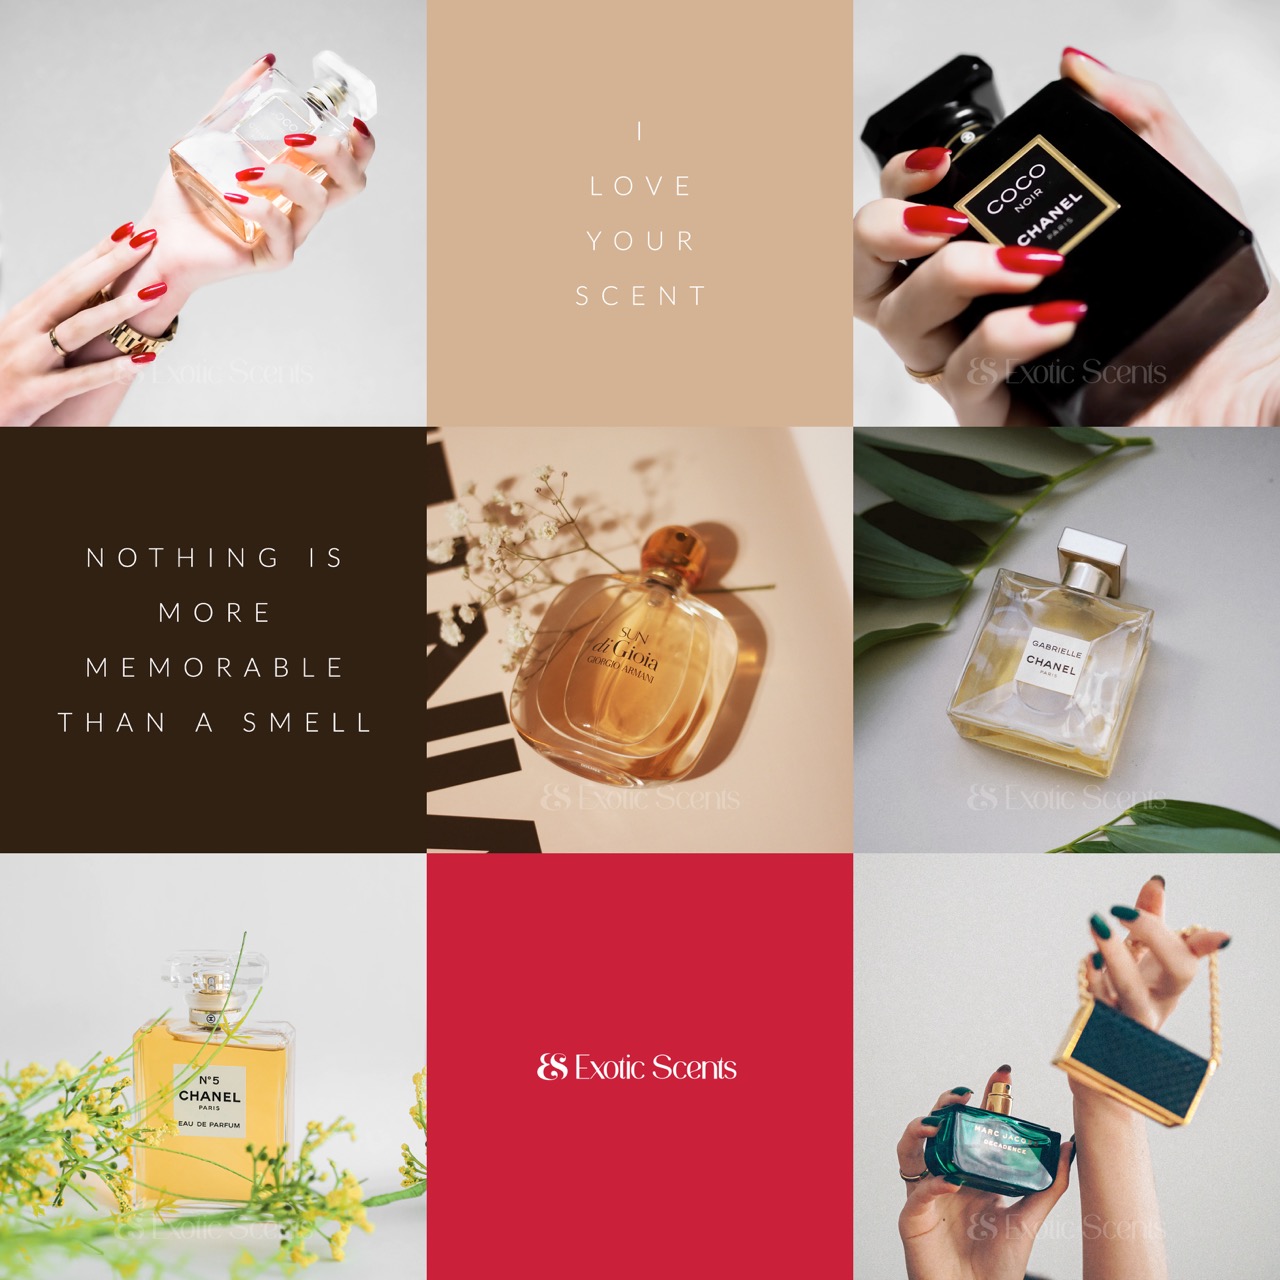 COCO
I
LOVE
YOUR
SCENT
COCO
NOIR
CHANEL
PARIS
ES Exotic Scents
ES Exotic Scents
NOTHING IS
MORE
MEMORABLE
THAN A SMELL
SUN
di Gioia
GIORGIO ARMANI
GABRIELLE
CHANEL
PARIS
ES Exotic Scents
ES Exotic Scents
N°5
CHANEL
PARIS
EAU DE PARFUM
ES Exotic Scents
MARC JACO
DECADENCE
ES Exotic Scents
ES Exotic Scents